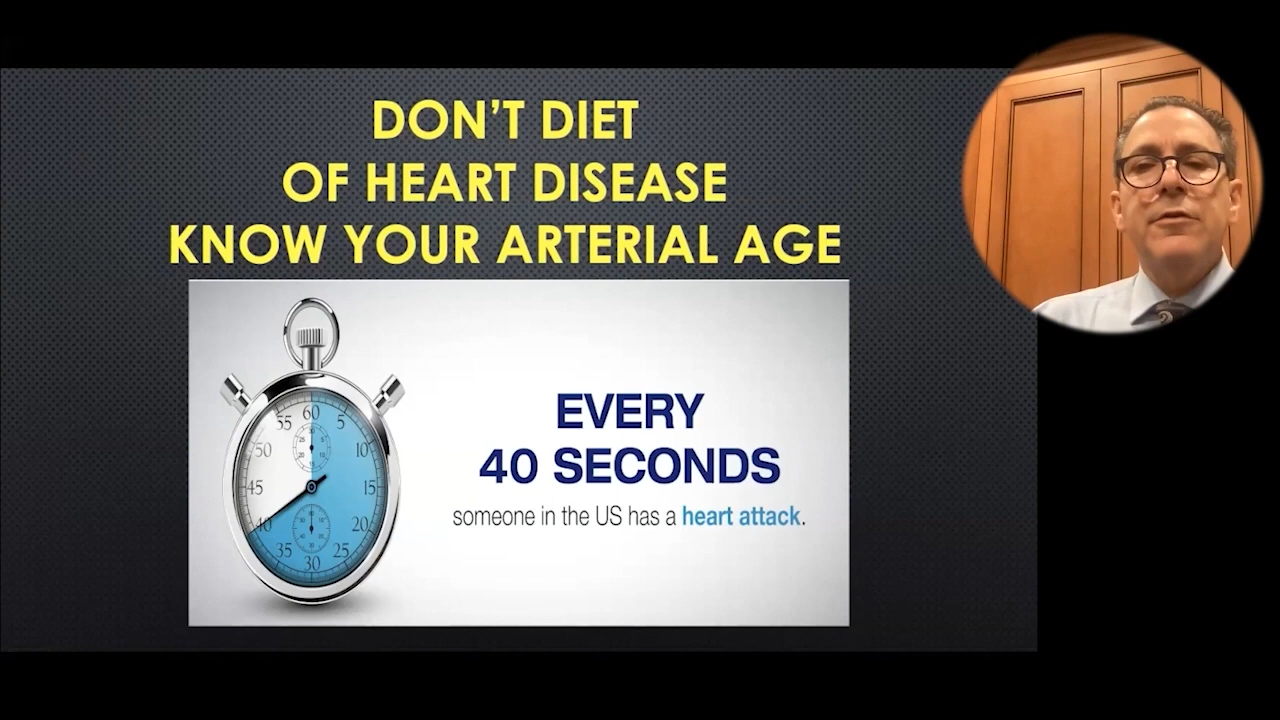 DON'T DIET
OF HEART DISEASE
KNOW YOUR ARTERIAL AGE
EVERY
40 SECONDS
someone in the US has a heart attack.
60
5
10
15
20
25
30
35
40
45
50
55